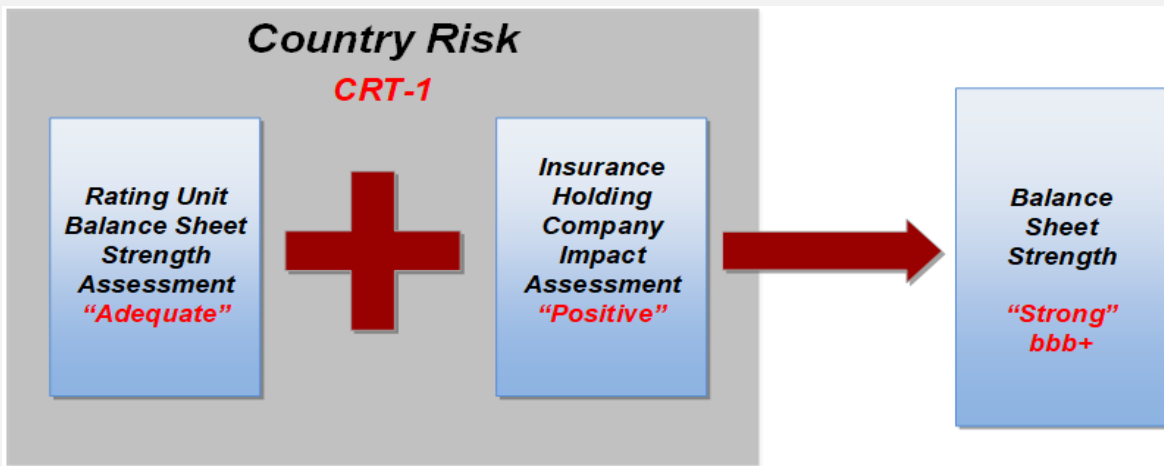 Country Risk
CRT-1
Rating Unit
Balance Sheet
Strength
Assessment
“Adequate”
Insurance
Holding
Company
Impact
Assessment
“Positive”
Balance
Sheet
Strength
“Strong”
bbb+